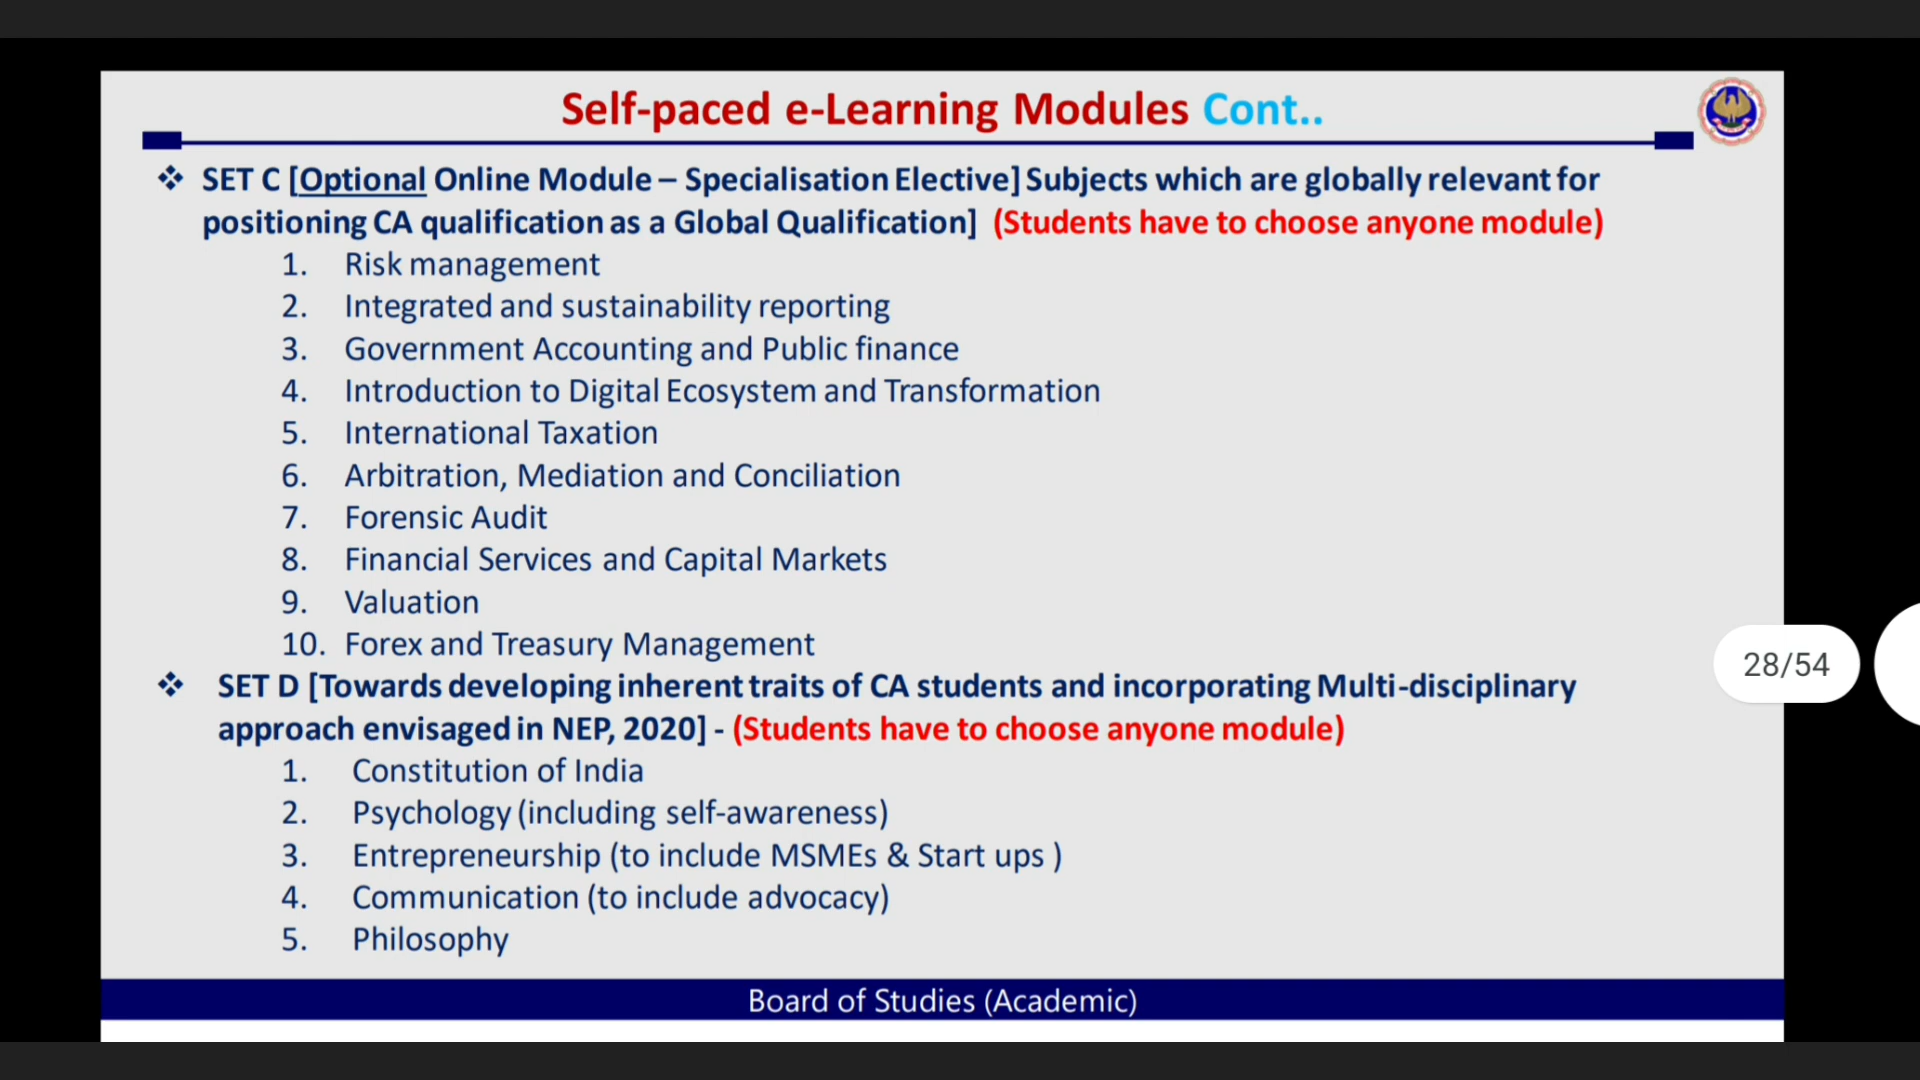 Self-paced e-Learning Modules Cont..
❖ SET C [Optional Online Module – Specialisation Elective] Subjects which are globally relevant for
positioning CA qualification as a Global Qualification] (Students have to choose anyone module)
1. Risk management
2. Integrated and sustainability reporting
3. Government Accounting and Public finance
4. Introduction to Digital Ecosystem and Transformation
5. International Taxation
6. Arbitration, Mediation and Conciliation
7. Forensic Audit
8. Financial Services and Capital Markets
9. Valuation
10. Forex and Treasury Management
❖ SET D [Towards developing inherent traits of CA students and incorporating Multi-disciplinary
approach envisaged in NEP, 2020] - (Students have to choose anyone module)
1. Constitution of India
2. Psychology (including self-awareness)
3. Entrepreneurship (to include MSMEs & Start ups )
4. Communication (to include advocacy)
5. Philosophy
28/54
Board of Studies (Academic)